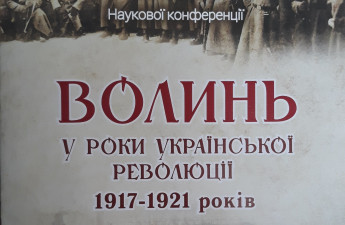 Наукової конференції
ВОЛИНЬ
У РОКИ УКРАЇНСЬКОЇ
РЕВОЛЮЦІЇ
1917-1921 років